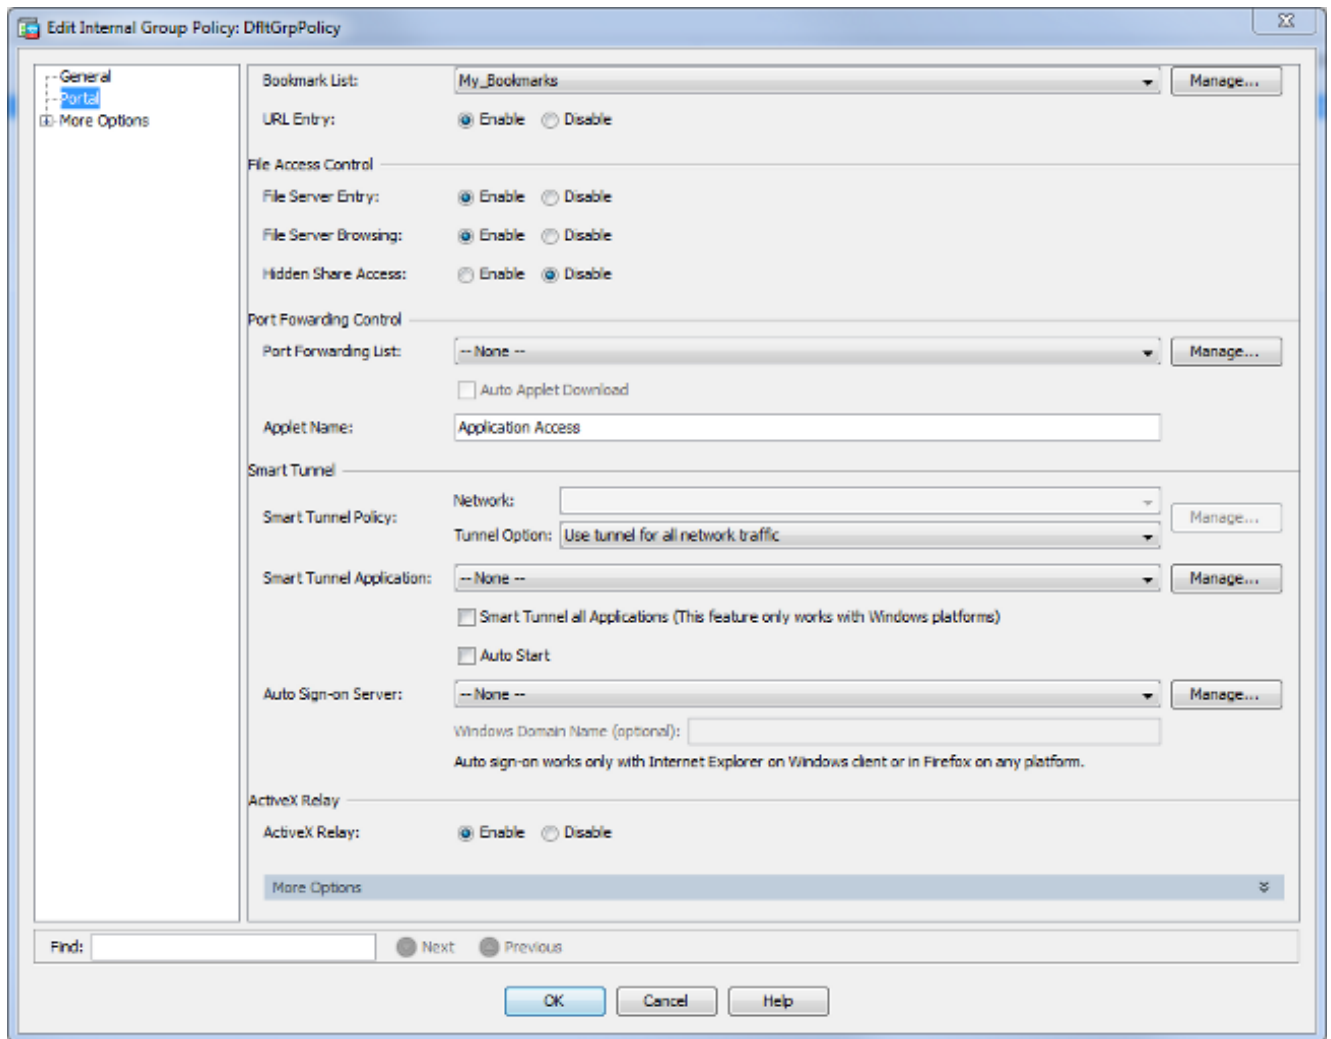 Edit Internal Group Policy: DfltGrpPolicy
General
Portal
More Options
Bookmark List: My_Bookmarks Manage...
URL Entry: Enable Disable
File Access Control
File Server Entry: Enable Disable
File Server Browsing: Enable Disable
Hidden Share Access: Enable Disable
Port Fowarding Control
Port Forwarding List: -- None -- Manage...
Auto Applet Download
Applet Name: Application Access
Smart Tunnel
Smart Tunnel Policy: Network: Manage...
Tunnel Option: Use tunnel for all network traffic
Smart Tunnel Application: -- None -- Manage...
Smart Tunnel all Applications (This feature only works with Windows platforms)
Auto Start
Auto Sign-on Server: -- None -- Manage...
Windows Domain Name (optional):
Auto sign-on works only with Internet Explorer on Windows client or in Firefox on any platform.
ActiveX Relay
ActiveX Relay: Enable Disable
More Options
Find: Next Previous
OK Cancel Help